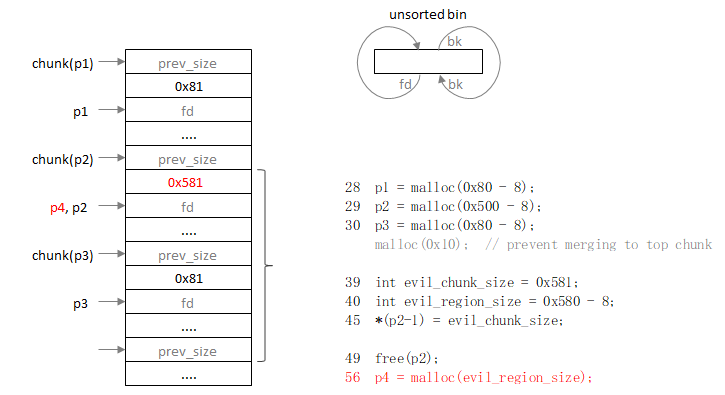 unsorted bin
bk
fd
bk
chunk(p1)
prev_size
0x81
p1
fd
....
chunk(p2)
prev_size
0x581
p4, p2
fd
....
chunk(p3)
prev_size
0x81
p3
fd
....
prev_size
....
28 p1 = malloc(0x80 - 8);
29 p2 = malloc(0x500 - 8);
30 p3 = malloc(0x80 - 8);
malloc(0x10); // prevent merging to top chunk
39 int evil_chunk_size = 0x581;
40 int evil_region_size = 0x580 - 8;
45 *(p2-1) = evil_chunk_size;
49 free(p2);
56 p4 = malloc(evil_region_size);